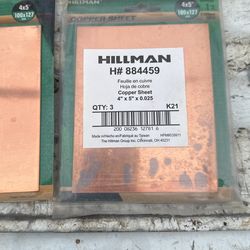 4x5"
100x127
COPPER SHEET
4x5"
100x127
HILLMAN
H# 884459
Feuille en cuivre
Hoja de cobre
Copper Sheet
4" x 5" x 0.025
QTY: 3 K21
Made in/Hecho en/Fabriqué au Taiwan
The Hillman Group Inc. Cincinnati, OH 45231